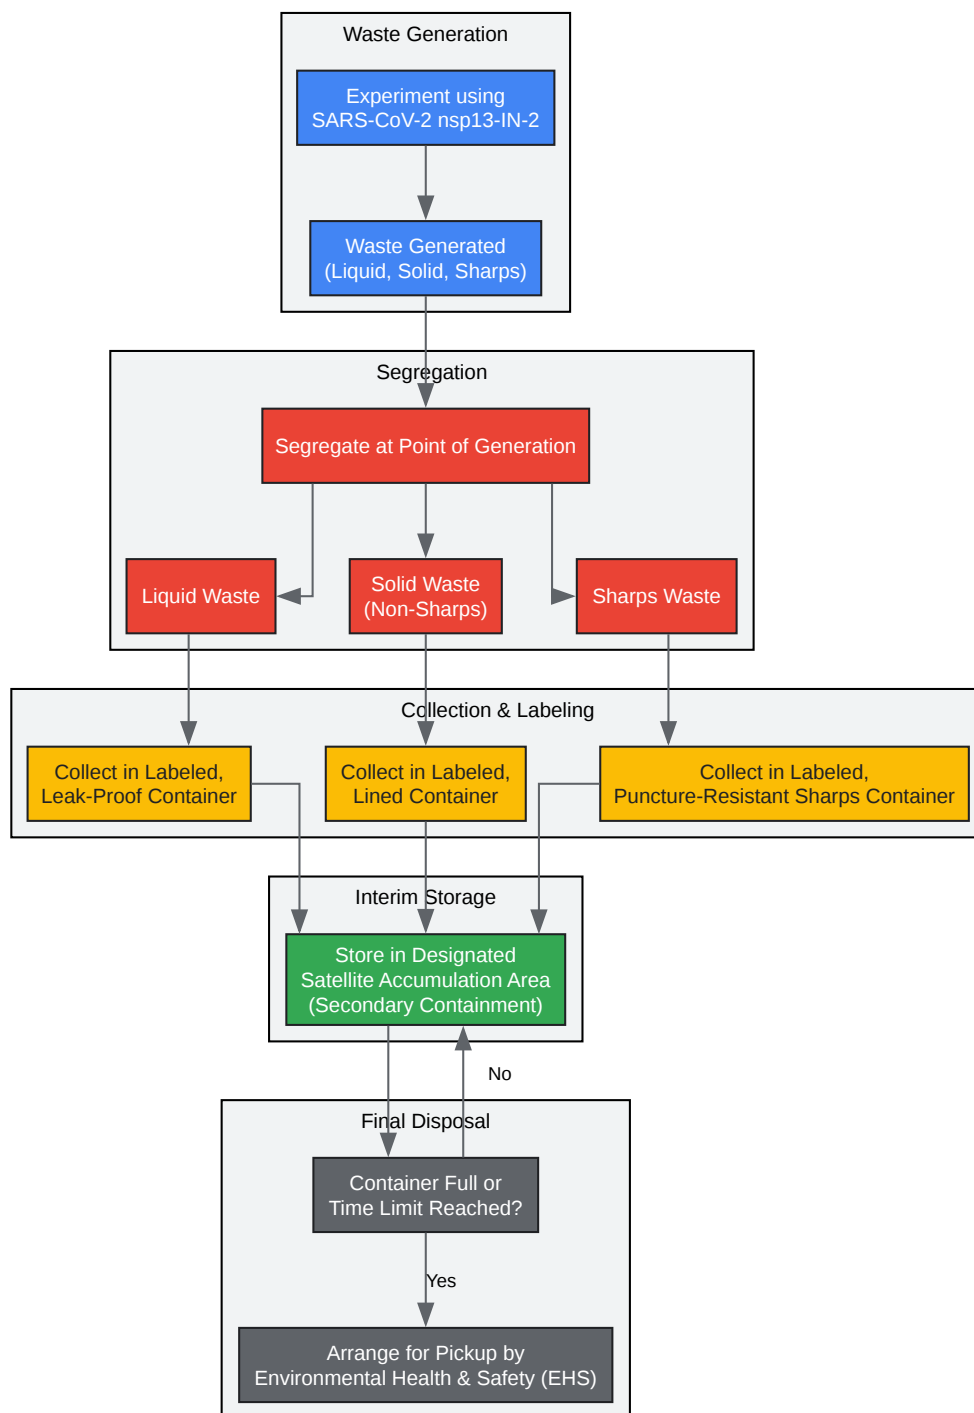 Waste Generation
Experiment using
SARS-CoV-2 nsp13-IN-2
Waste Generated
(Liquid, Solid, Sharps)
Segregation
Segregate at Point of Generation
Liquid Waste
Solid Waste
(Non-Sharps)
Sharps Waste
Collection & Labeling
Collect in Labeled,
Leak-Proof Container
Collect in Labeled,
Lined Container
Collect in Labeled,
Puncture-Resistant Sharps Container
Interim Storage
Store in Designated
Satellite Accumulation Area
(Secondary Containment)
No
Final Disposal
Container Full or
Time Limit Reached?
Yes
Arrange for Pickup by
Environmental Health & Safety (EHS)